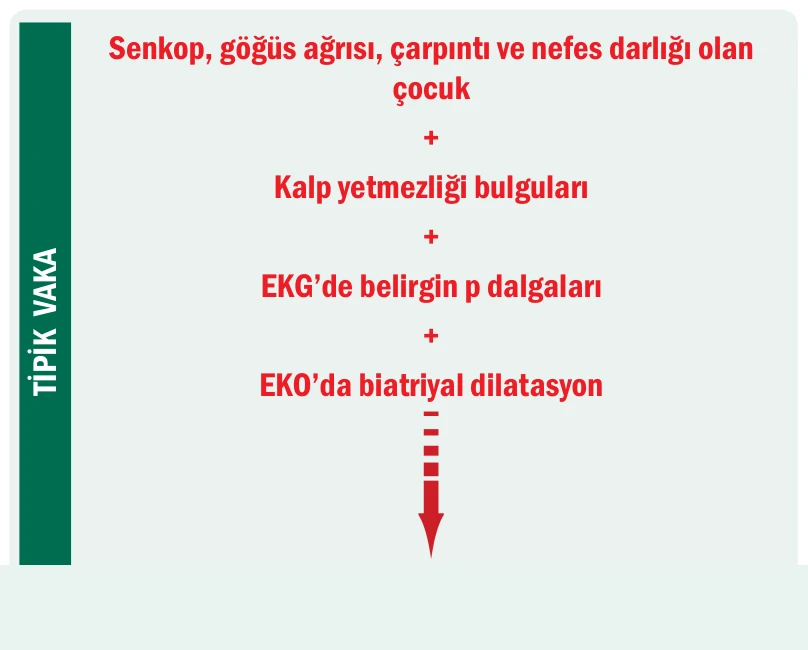 TİPİK VAKA
Senkop, göğüs ağrısı, çarpıntı ve nefes darlığı olan
çocuk
+
Kalp yetmezliği bulguları
+
EKG’de belirgin p dalgaları
+
EKO’da biatriyal dilatasyon